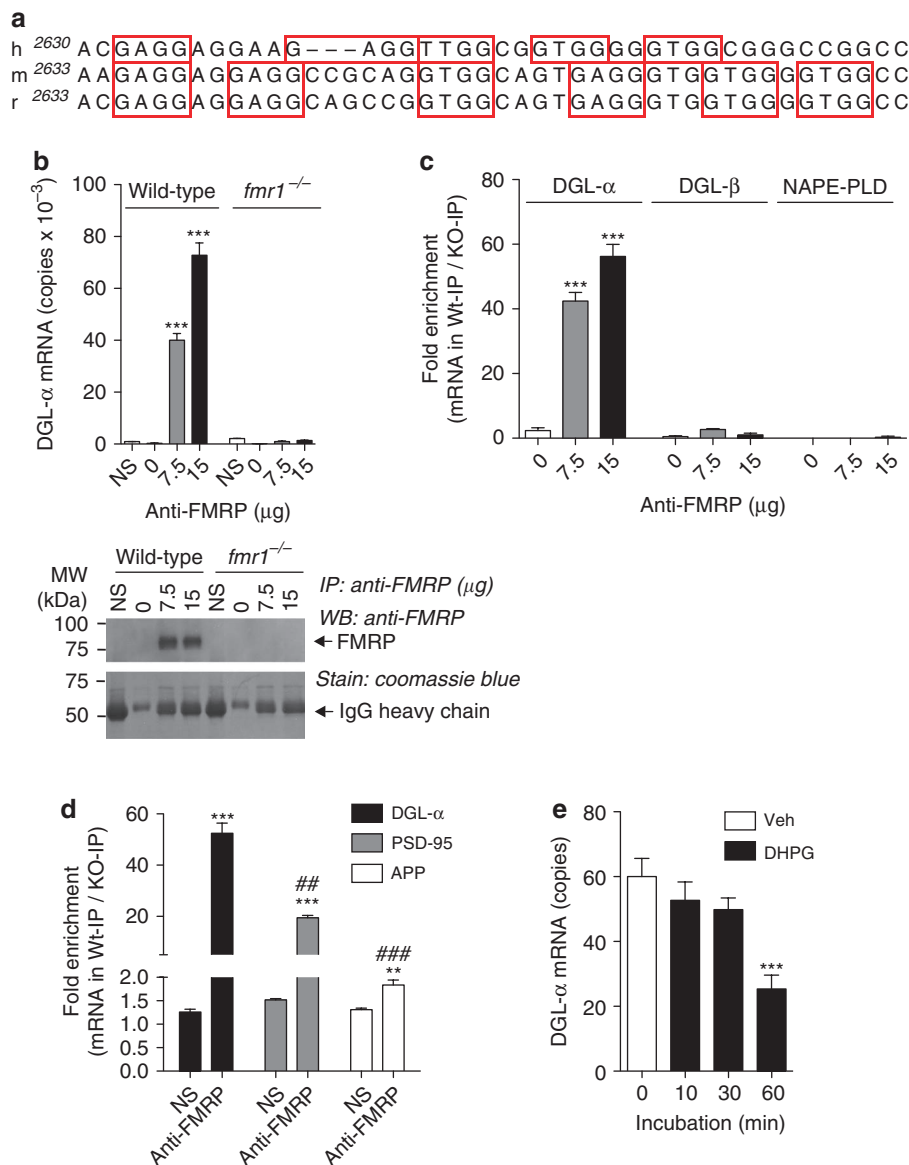 a
h 2630 A C G A G G A G G A A G – – – A G G T T G G C G G T G G G G G T G G C G G G C C G G C C
m 2633 A A G A G G A G G A G G C C G C A G G T G G C A G T G A G G G T G G T G G G G T G G C C
r 2633 A C G A G G A G G A G G C A G C C G G T G G C A G T G A G G G T G G T G G G G T G G C C
b
Wild-type fmr1–/–
DGL-α mRNA (copies x 10–3)
100
80
60
40
20
0
*** ***
NS 0 7.5 15 NS 0 7.5 15
Anti-FMRP (μg)
Wild-type fmr1–/–
MW (kDa)
NS 0 7.5 15 NS 0 7.5 15
IP: anti-FMRP (μg)
WB: anti-FMRP
100
75
FMRP
Stain: coomassie blue
75
50
IgG heavy chain
c
DGL-α DGL-β NAPE-PLD
Fold enrichment
(mRNA in Wt-IP / KO-IP)
80
60
40
20
0
*** ***
0 7.5 15 0 7.5 15 0 7.5 15
Anti-FMRP (μg)
d
DGL-α
PSD-95
APP
Fold enrichment
(mRNA in Wt-IP / KO-IP)
60
40
20
2.0
1.5
1.0
0.5
0.0
***
##
***
###
**
NS Anti-FMRP NS Anti-FMRP NS Anti-FMRP
e
Veh
DHPG
DGL-α mRNA (copies)
80
60
40
20
0
***
0 10 30 60
Incubation (min)